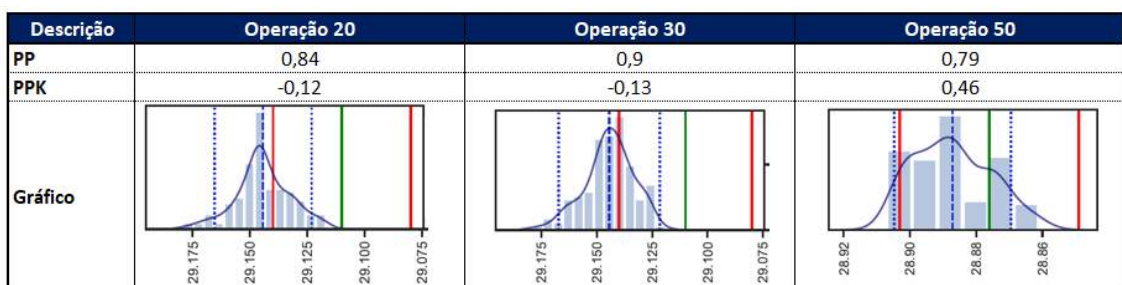 Descrição Operação 20 Operação 30 Operação 50
PP 0,84 0,9 0,79
PPK -0,12 -0,13 0,46
Gráfico
29.175 29.150 29.125 29.100 29.075 29.175 29.150 29.125 29.100 29.075 28.92 28.90 28.88 28.86